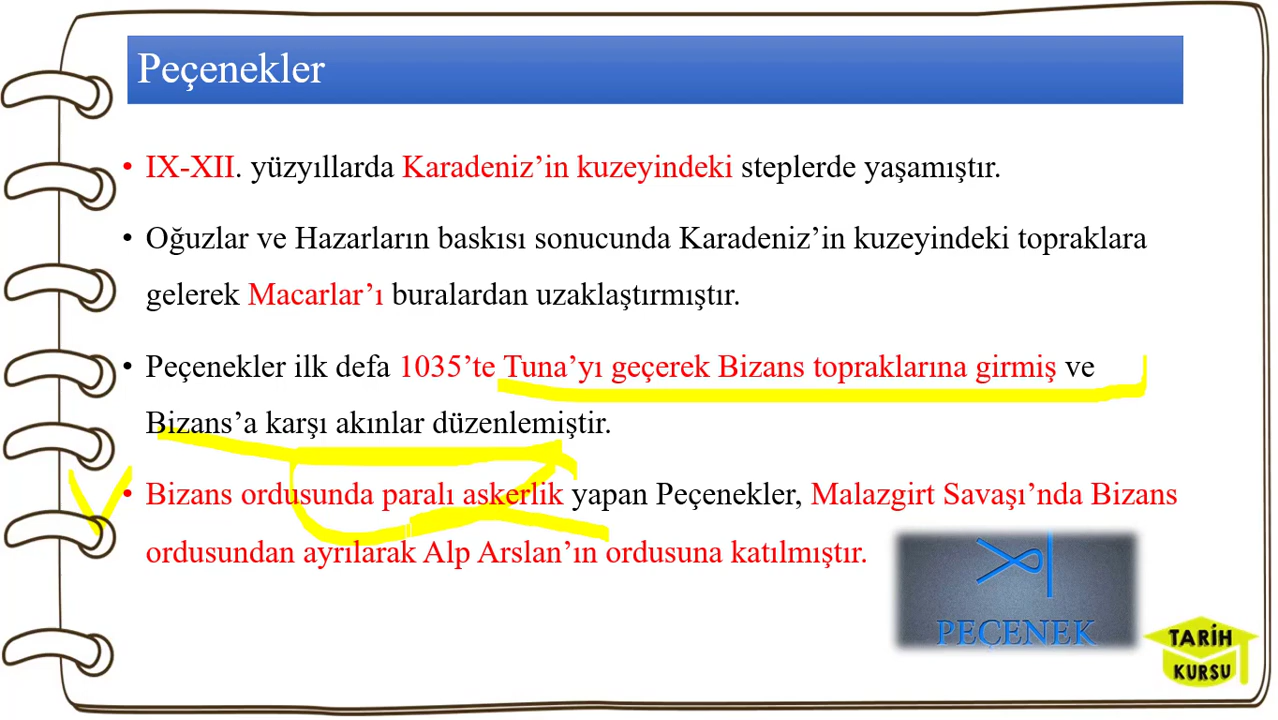 Peçenekler
• IX-XII. yüzyıllarda Karadeniz’in kuzeyindeki steplerde yaşamıştır.
• Oğuzlar ve Hazarların baskısı sonucunda Karadeniz’in kuzeyindeki topraklara
gelerek Macarlar’ı buralardan uzaklaştırmıştır.
• Peçenekler ilk defa 1035’te Tuna’yı geçerek Bizans topraklarına girmiş ve
Bizans’a karşı akınlar düzenlemiştir.
• Bizans ordusunda paralı askerlik yapan Peçenekler, Malazgirt Savaşı’nda Bizans
ordusundan ayrılarak Alp Arslan’ın ordusuna katılmıştır.
PEÇENEK
TARİH
KURSU